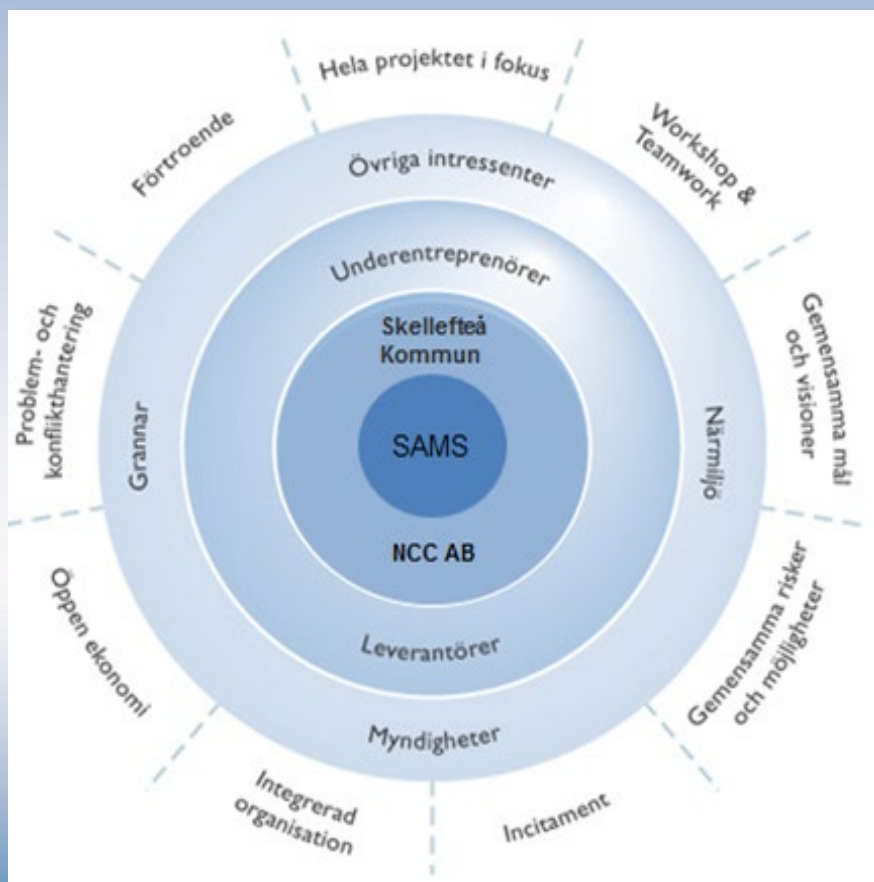 Hela projektet i fokus
Workshop &
Teamwork
Gemensamma mål
och visioner
Gemensamma risker
och möjligheter
Incitament
Integrerad
organisation
Öppen ekonomi
Problem- och
konflikthantering
Förtroende
Övriga intressenter
Närmiljö
Myndigheter
Grannar
Underentreprenörer
Leverantörer
Skellefteå
Kommun
SAMS
NCC AB